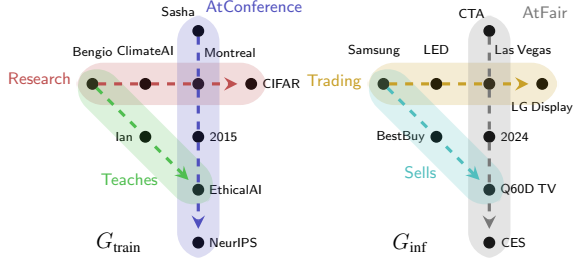 Sasha
AtConference
Bengio
ClimateAI
Montreal
Research
CIFAR
Ian
2015
Teaches
EthicalAI
G_train
NeurIPS
CTA
AtFair
Samsung
LED
Las Vegas
Trading
LG Display
BestBuy
2024
Sells
Q60D TV
G_inf
CES